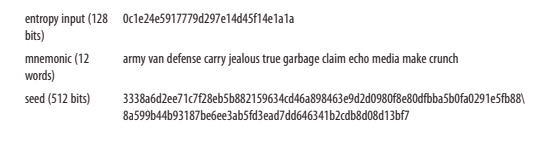 entropy input (128 bits) 0c1e24e5917779d297e14d45f14e1a1a
mnemonic (12 words) army van defense carry jealous true garbage claim echo media make crunch
seed (512 bits) 3338a6d2ee71c7f28eb5b882159634cd46a898463e9d2d0980f8e80dfbba5b0fa0291e5fb88\
8a599b44b93187be6ee3ab5fd3ead7dd646341b2cdb8d08d13bf7